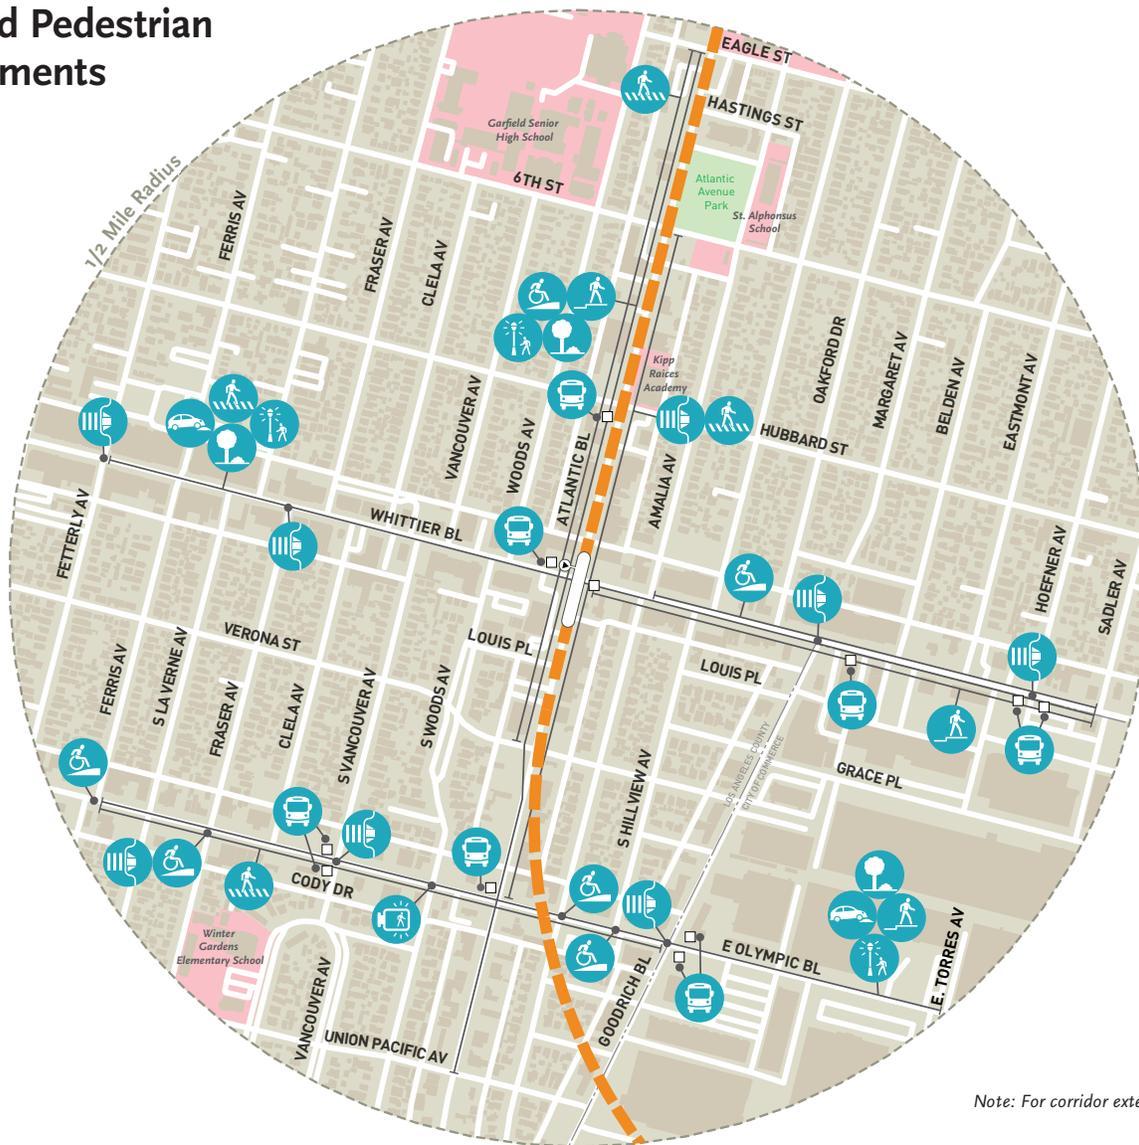 d Pedestrian
ments
1/2 Mile Radius
EAGLE ST
HASTINGS ST
Garfield Senior
High School
6TH ST
Atlantic
Avenue
Park
St. Alphonsus
School
FERRIS AV
FRASER AV
CLELA AV
Kipp
Raices
Academy
OAKFORD DR
MARGARET AV
BELDEN AV
EASTMONT AV
VANCOUVER AV
WOODS AV
ATLANTIC BL
AMALIA AV
HUBBARD ST
FETTERLY AV
WHITTIER BL
HOEFNER AV
SADLER AV
VERONA ST
LOUIS PL
LOUIS PL
FERRIS AV
S LA VERNE AV
FRASER AV
CLELA AV
S VANCOUVER AV
S WOODS AV
S HILLVIEW AV
LOS ANGELES COUNTY
CITY OF COMMERCE
GRACE PL
CODY DR
Winter
Gardens
Elementary School
E OLYMPIC BL
E. TORRES AV
GOODRICH BL
VANCOUVER AV
UNION PACIFIC AV
Note: For corridor exte